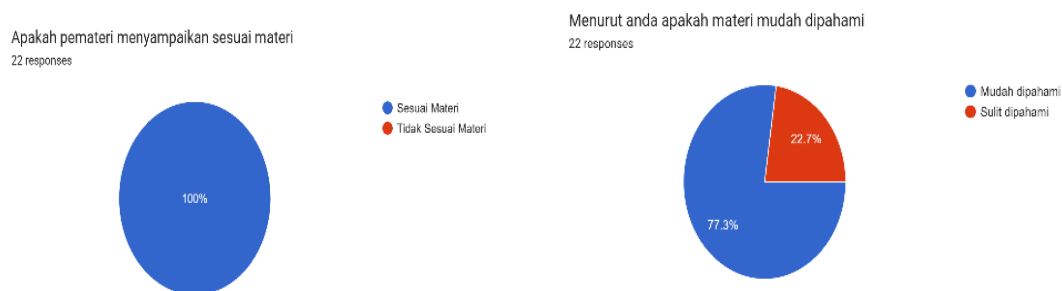 Apakah pemateri menyampaikan sesuai materi
22 responses
Sesuai Materi
Tidak Sesuai Materi
100%
Menurut anda apakah materi mudah dipahami
22 responses
Mudah dipahami
Sulit dipahami
22.7%
77.3%